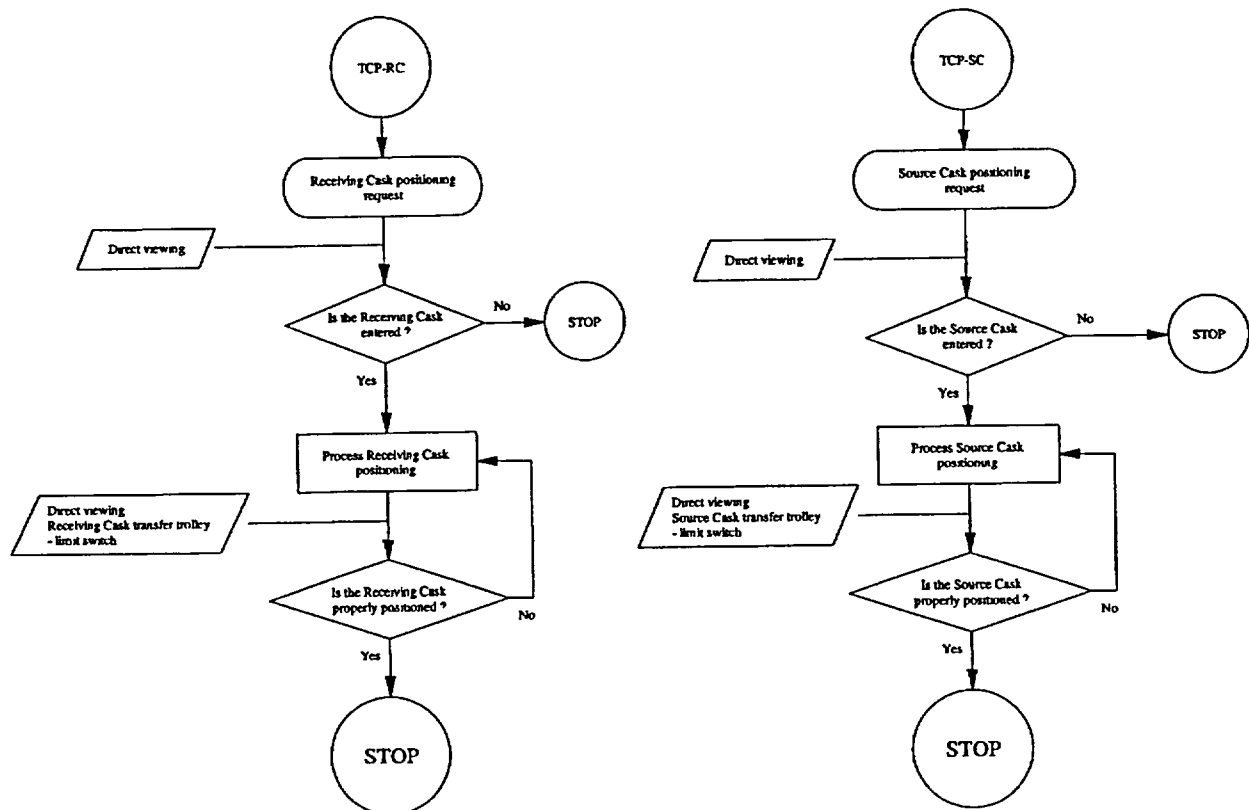 TCP-RC
Receiving Cask positioning
request
Direct viewing
Is the Receiving Cask
entered ?
No
STOP
Yes
Process Receiving Cask
positioning
Direct viewing
Receiving Cask transfer trolley
- limit switch
Is the Receiving Cask
properly positioned ?
No
Yes
STOP
TCP-SC
Source Cask positioning
request
Direct viewing
Is the Source Cask
entered ?
No
STOP
Yes
Process Source Cask
positioning
Direct viewing
Source Cask transfer trolley
- limit switch
Is the Source Cask
properly positioned ?
No
Yes
STOP